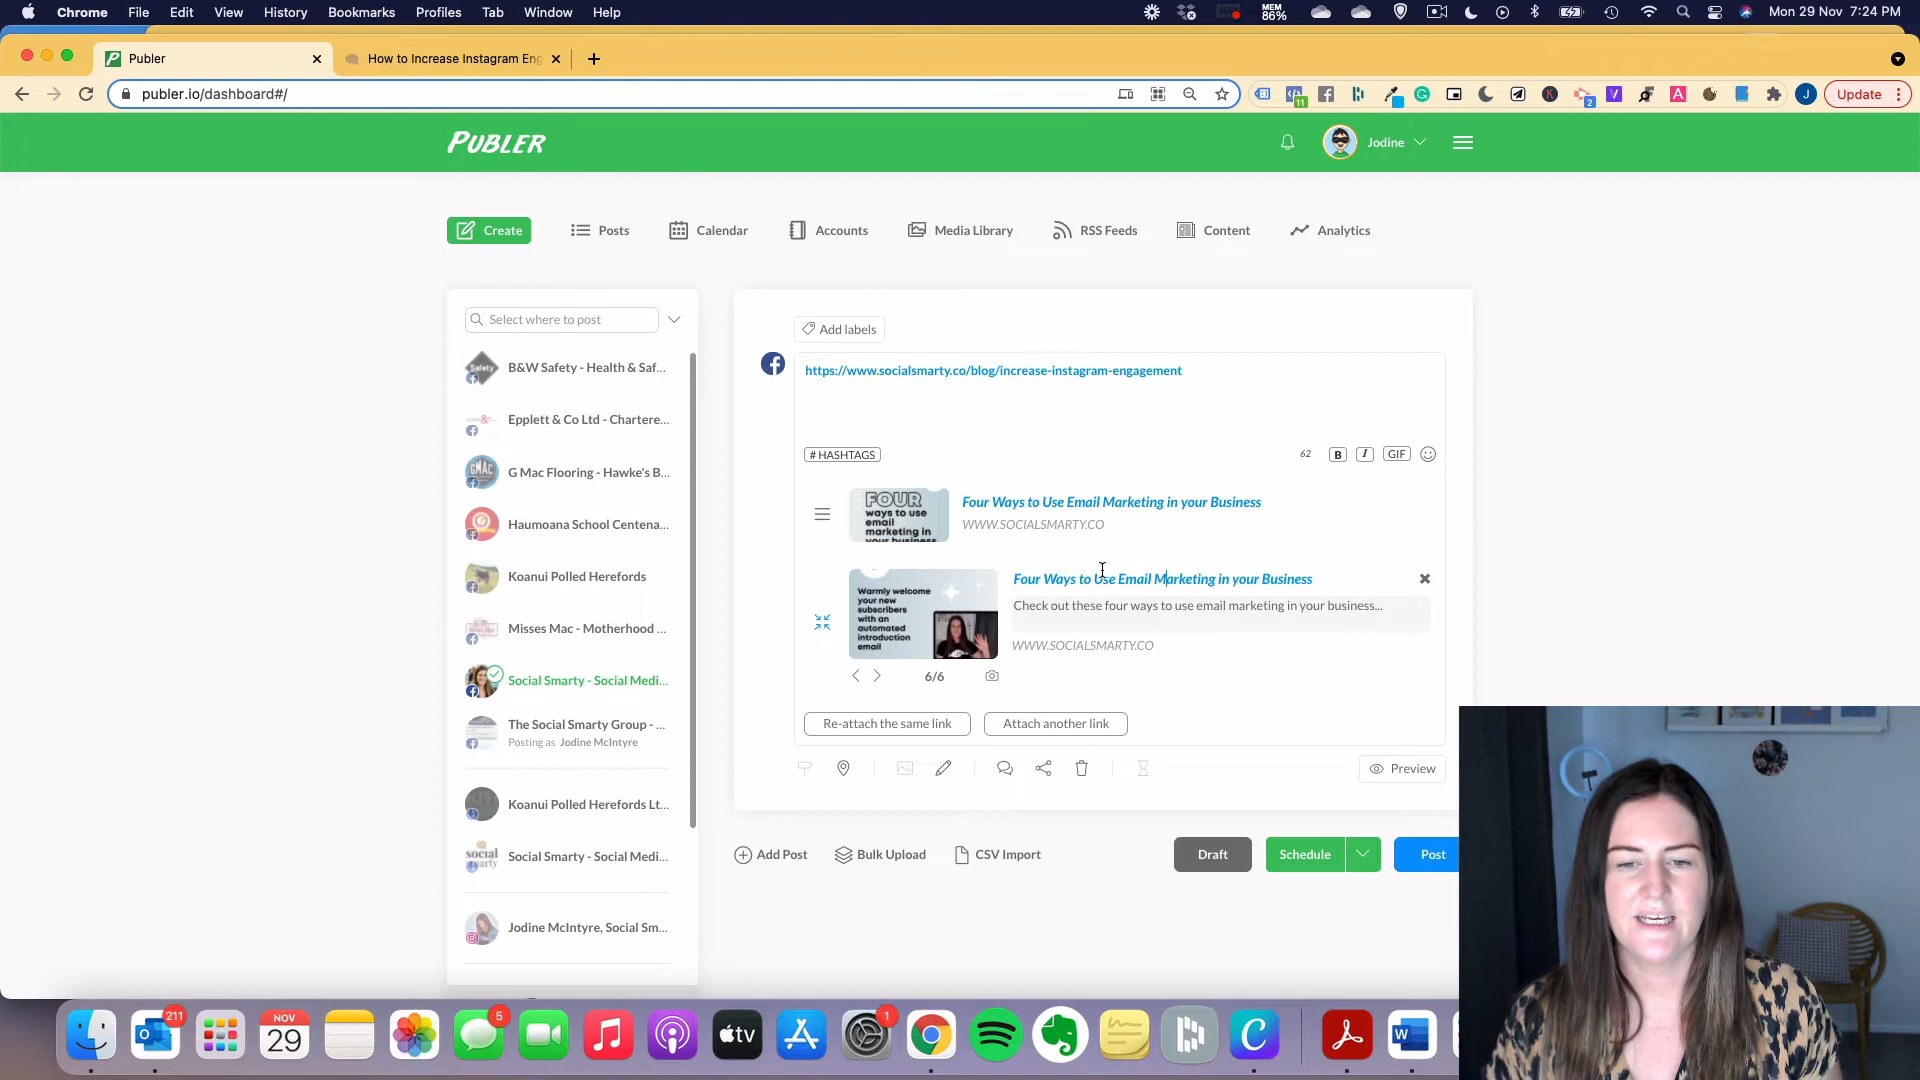 Chrome File Edit View History Bookmarks Profiles Tab Window Help MEM 86% Mon 29 Nov 7:24 PM
Publer How to Increase Instagram Eng
publer.io/dashboard#/ 11 2 J Update
PUBLER Jodine
Create Posts Calendar Accounts Media Library RSS Feeds Content Analytics
Select where to post
B&W Safety - Health & Saf...
Epplett & Co Ltd - Chartere...
G Mac Flooring - Hawke's B...
Haumoana School Centena...
Koanui Polled Herefords
Misses Mac - Motherhood ...
Social Smarty - Social Medi...
The Social Smarty Group - ...
Posting as Jodine McIntyre
Koanui Polled Herefords Lt...
Social Smarty - Social Medi...
Jodine McIntyre, Social Sm...
Add labels
https://www.socialsmarty.co/blog/increase-instagram-engagement
# HASHTAGS 62 B I GIF
FOUR
ways to use
email
marketing in
your business
Four Ways to Use Email Marketing in your Business
WWW.SOCIALSMARTY.CO
Warmly welcome
your new
subscribers
with an
automated
introduction
email
Four Ways to Use Email Marketing in your Business
Check out these four ways to use email marketing in your business...
WWW.SOCIALSMARTY.CO
6/6
Re-attach the same link Attach another link
Preview
Add Post Bulk Upload CSV Import Draft Schedule Post
211 NOV 29 5 tv 1